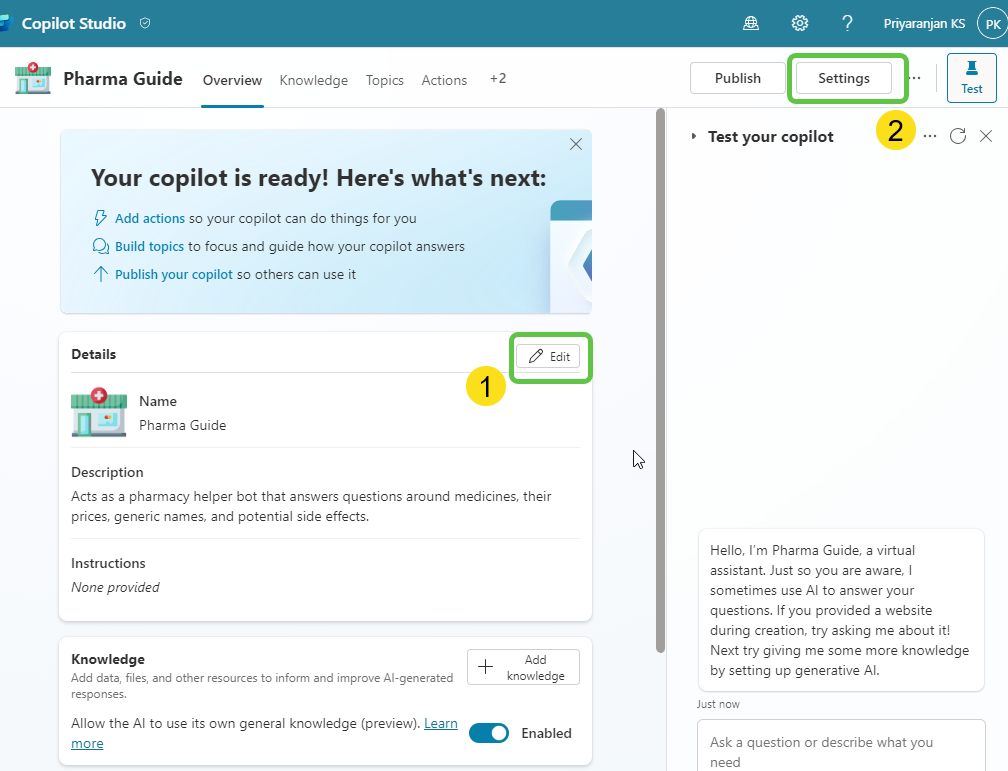 Copilot Studio
Priyaranjan KS
PK
Pharma Guide
Overview
Knowledge
Topics
Actions
+2
Publish
Settings
Test
Your copilot is ready! Here's what's next:
Add actions so your copilot can do things for you
Build topics to focus and guide how your copilot answers
Publish your copilot so others can use it
Details
Edit
1
Name
Pharma Guide
Description
Acts as a pharmacy helper bot that answers questions around medicines, their
prices, generic names, and potential side effects.
Instructions
None provided
Knowledge
Add data, files, and other resources to inform and improve AI-generated
responses.
Add
knowledge
Allow the AI to use its own general knowledge (preview). Learn
more
Enabled
Test your copilot
2
Hello, I'm Pharma Guide, a virtual
assistant. Just so you are aware, I
sometimes use AI to answer your
questions. If you provided a website
during creation, try asking me about it!
Next try giving me some more knowledge
by setting up generative AI.
Just now
Ask a question or describe what you
need